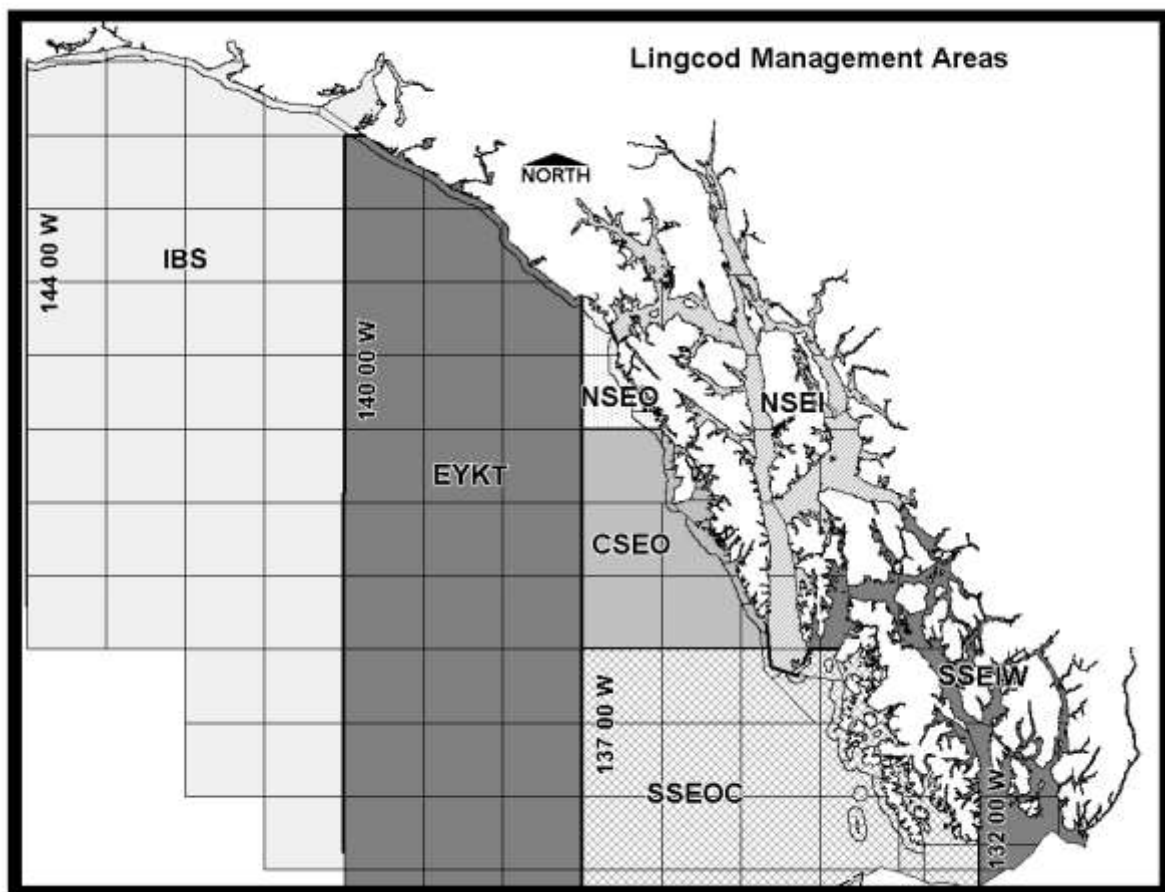 Lingcod Management Areas
NORTH
144 00 W
IBS
140 00 W
NSEO
NSEI
EYKT
CSEO
SSEIW
137 00 W
SSEOC
132 00 W